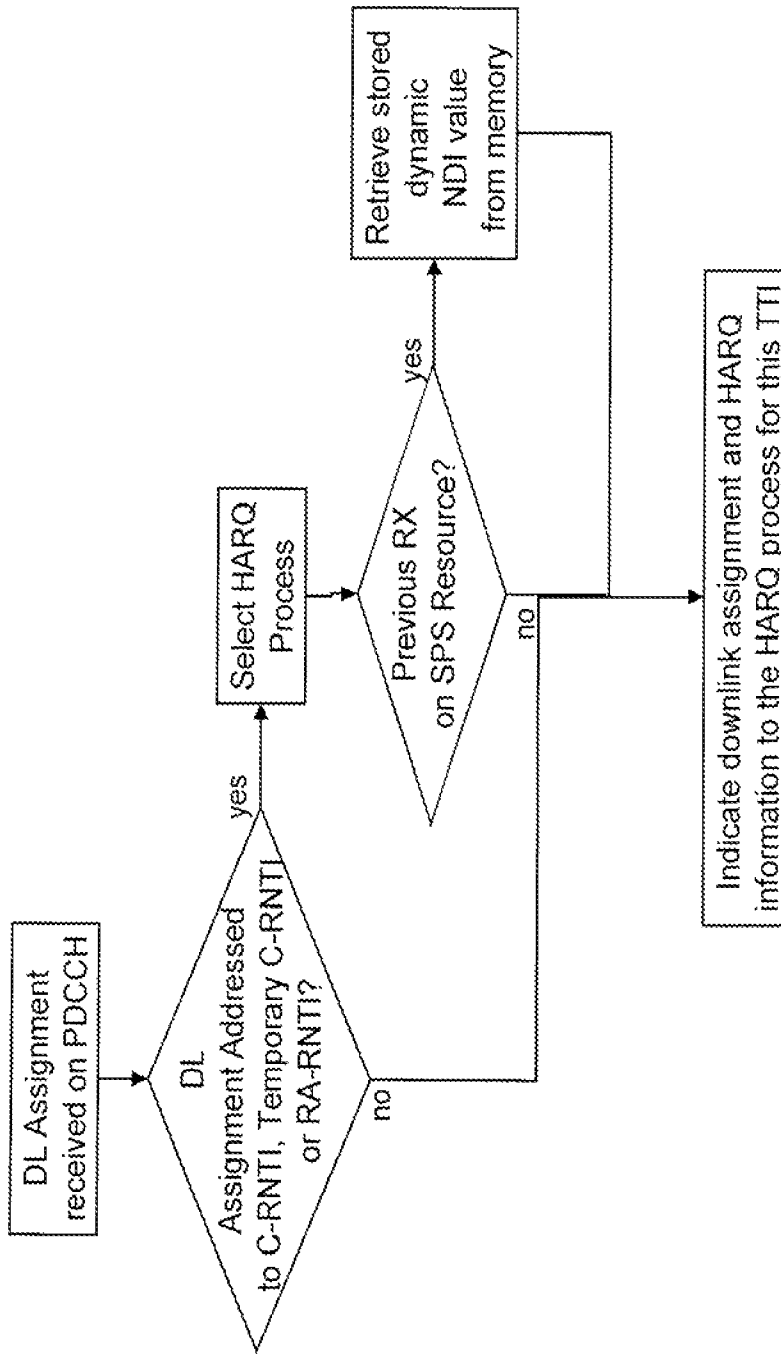 DL Assignment
received on PDCCH
DL
Assignment Addressed
to C-RNTI, Temporary C-RNTI
or RA-RNTI?
yes
no
Select HARQ
Process
Previous RX
on SPS Resource?
yes
no
Retrieve stored
dynamic
NDI value
from memory
Indicate downlink assignment and HARQ
information to the HARQ process for this TTI